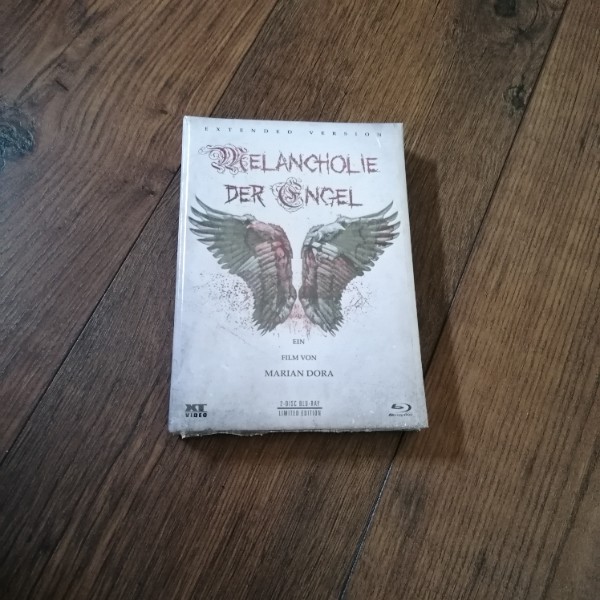 EXTENDED VERSION
MELANCHOLIE
DER ENGEL
EIN
FILM VON
MARIAN DORA
2-DISC BLU-RAY
LIMITED EDITION
XT
VIDEO